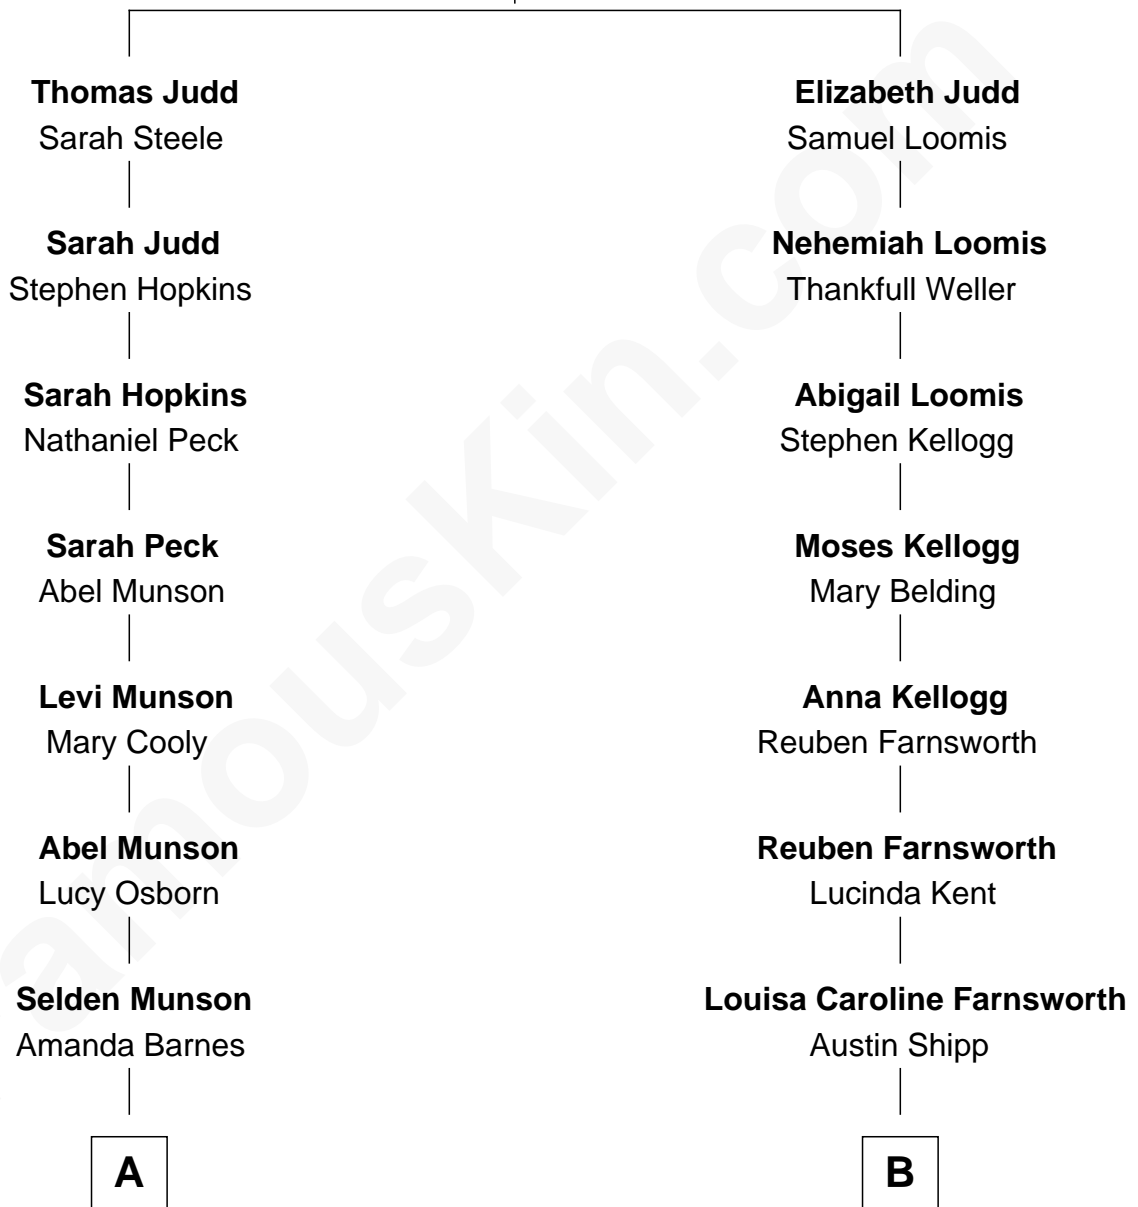 Thomas Judd
Sarah Steele
Sarah Judd
Stephen Hopkins
Sarah Hopkins
Nathaniel Peck
Sarah Peck
Abel Munson
Levi Munson
Mary Cooly
Abel Munson
Lucy Osborn
Selden Munson
Amanda Barnes
A
Elizabeth Judd
Samuel Loomis
Nehemiah Loomis
Thankfull Weller
Abigail Loomis
Stephen Kellogg
Moses Kellogg
Mary Belding
Anna Kellogg
Reuben Farnsworth
Reuben Farnsworth
Lucinda Kent
Louisa Caroline Farnsworth
Austin Shipp
B
amouskin.com